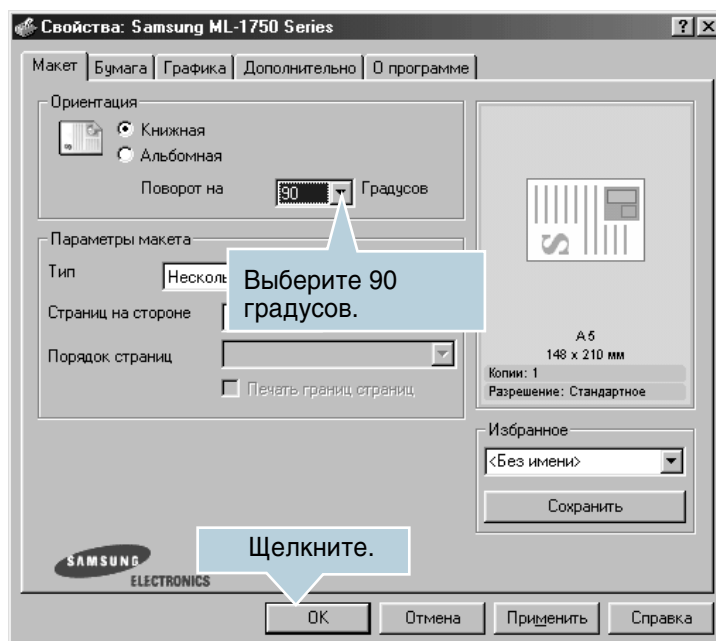 Свойства: Samsung ML-1750 Series
Макет Бумага Графика Дополнительно О программе
Ориентация
Книжная
Альбомная
Поворот на 90 Градусов
Параметры макета
Тип
Выберите 90
градусов.
Страниц на стороне
Порядок страниц
Печать границ страниц
A5
148 x 210 мм
Копии: 1
Разрешение: Стандартное
Избранное
<Без имени>
Сохранить
Щелкните.
SAMSUNG
ELECTRONICS
OK Отмена Применить Справка